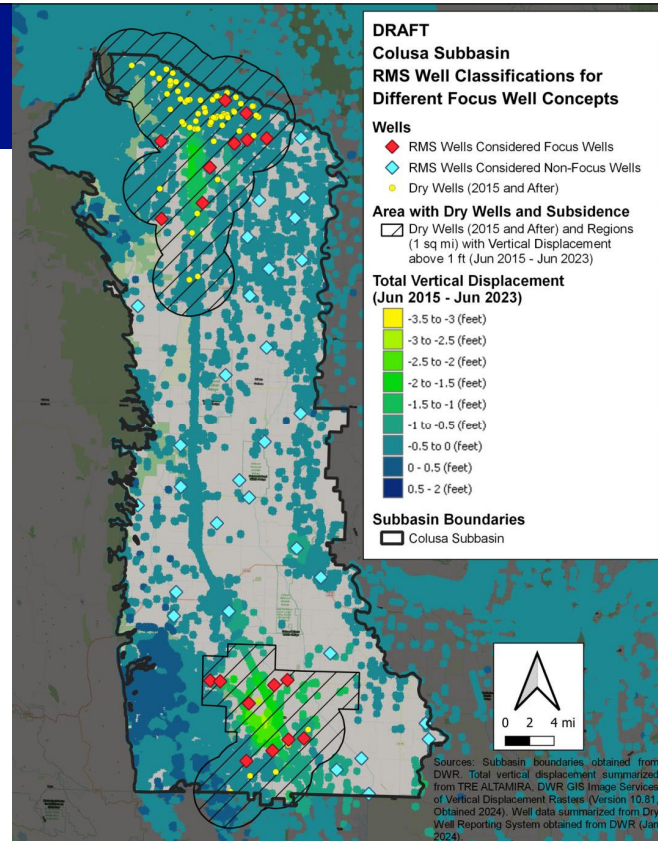 DRAFT
Colusa Subbasin
RMS Well Classifications for
Different Focus Well Concepts
Wells
RMS Wells Considered Focus Wells
RMS Wells Considered Non-Focus Wells
Dry Wells (2015 and After)
Area with Dry Wells and Subsidence
Dry Wells (2015 and After) and Regions
(1 sq mi) with Vertical Displacement
above 1 ft (Jun 2015 - Jun 2023)
Total Vertical Displacement
(Jun 2015 - Jun 2023)
-3.5 to -3 (feet)
-3 to -2.5 (feet)
-2.5 to -2 (feet)
-2 to -1.5 (feet)
-1.5 to -1 (feet)
-1 to -0.5 (feet)
-0.5 to 0 (feet)
0 - 0.5 (feet)
0.5 - 2 (feet)
Subbasin Boundaries
Colusa Subbasin
0 2 4 mi
Sources: Subbasin boundaries obtained from
DWR. Total vertical displacement summarized
from TRE ALTAMIRA, DWR GIS Image Services
of Vertical Displacement Rasters (Version 10.81,
Obtained 2024). Well data summarized from Dry
Well Reporting System obtained from DWR (Jan
2024).